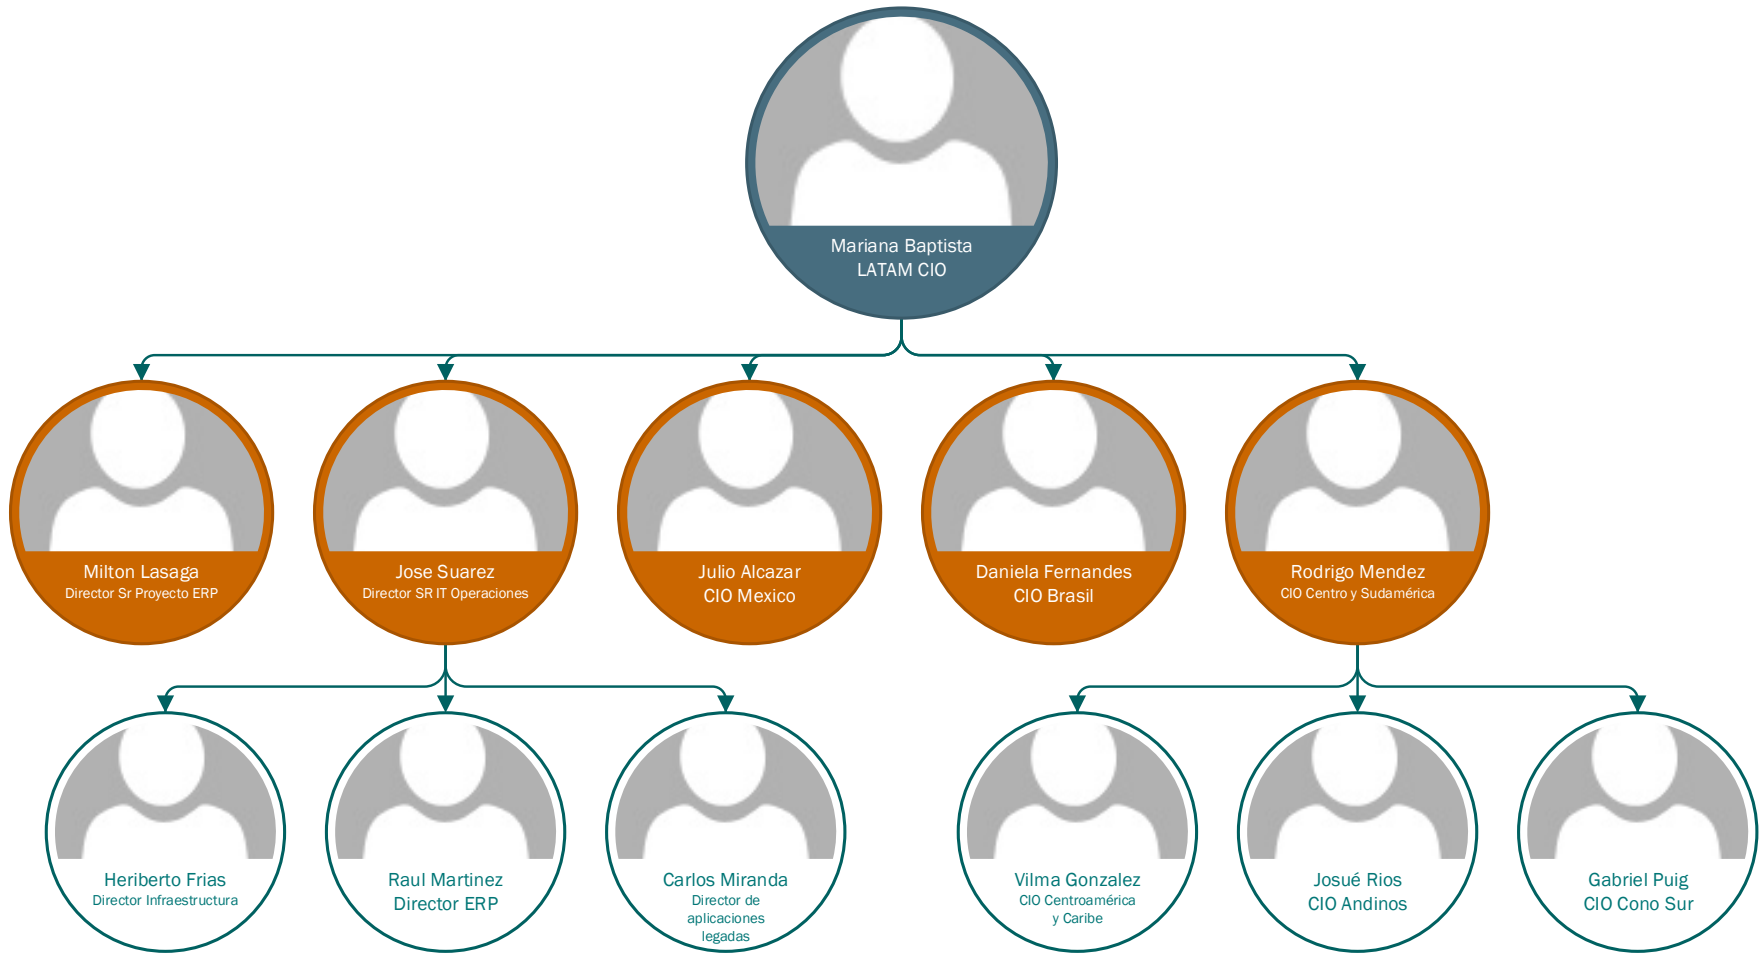 Mariana Baptista
LATAM CIO
Milton Lasaga
Director Sr Proyecto ERP
Jose Suarez
Director SR IT Operaciones
Julio Alcazar
CIO Mexico
Daniela Fernandes
CIO Brasil
Rodrigo Mendez
CIO Centro y Sudamérica
Heriberto Frias
Director Infraestructura
Raul Martinez
Director ERP
Carlos Miranda
Director de
aplicaciones
legadas
Vilma Gonzalez
CIO Centroamérica
y Caribe
Josué Rios
CIO Andinos
Gabriel Puig
CIO Cono Sur